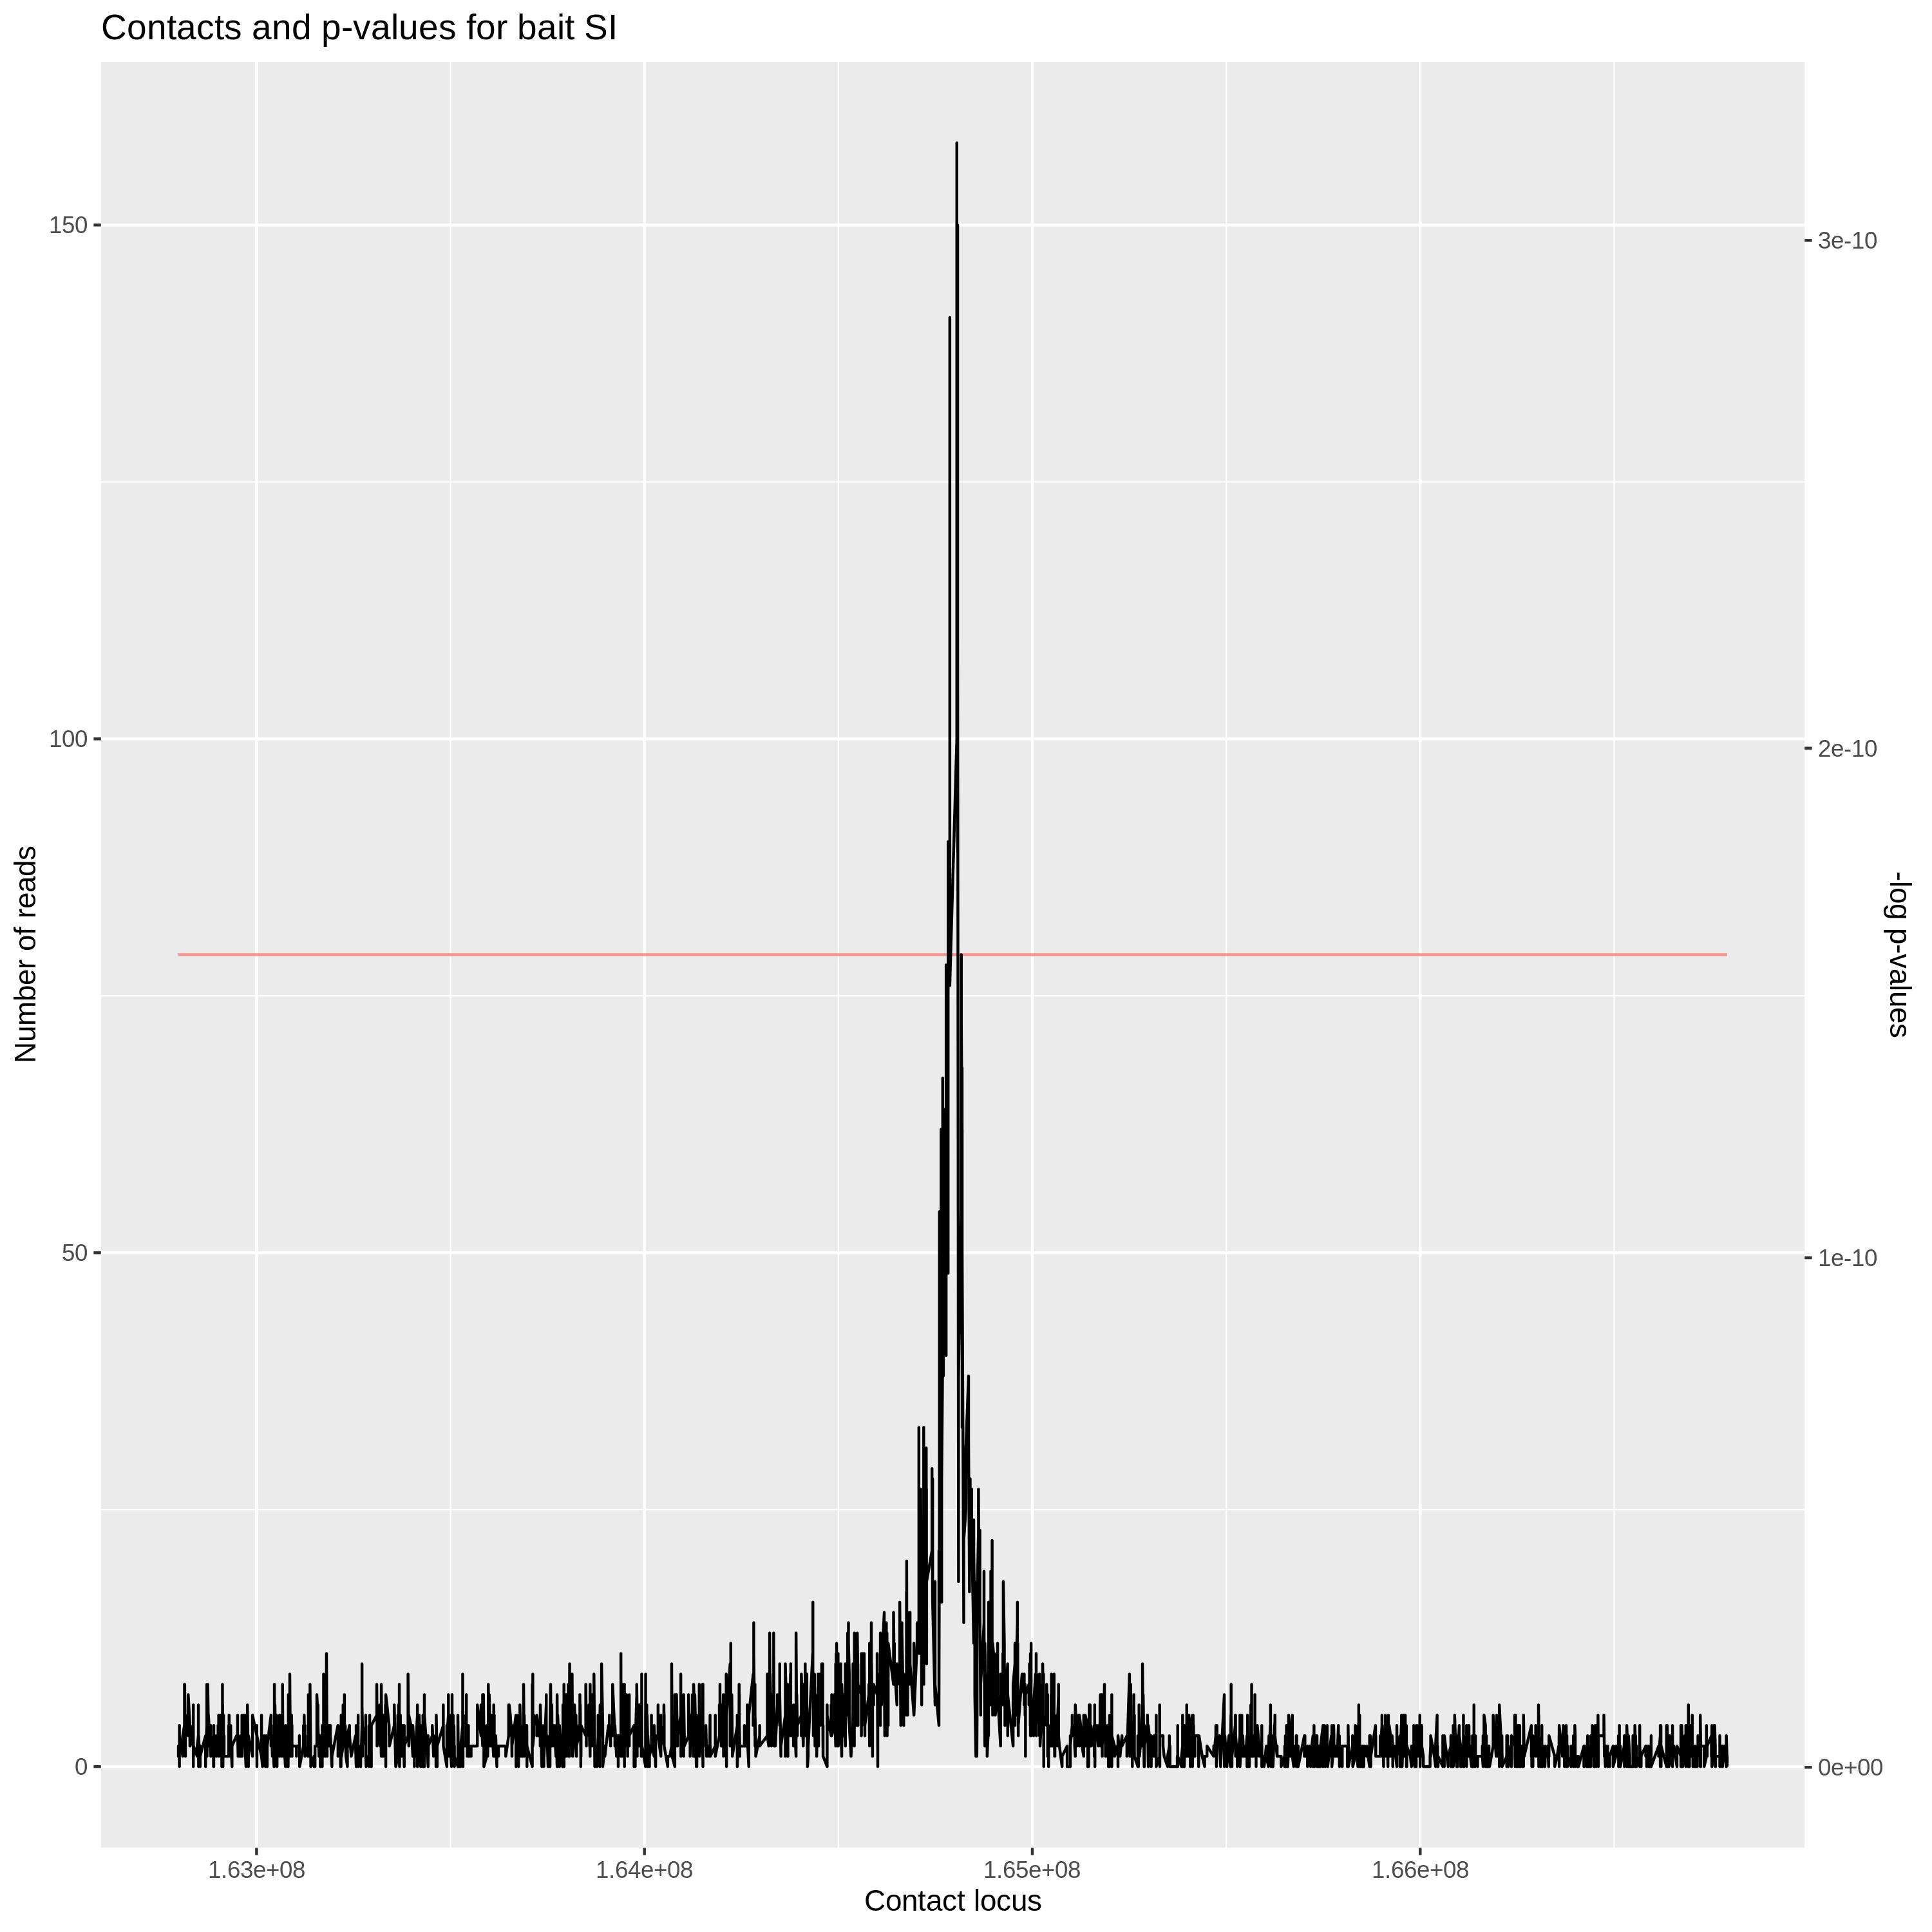 Contacts and p-values for bait SI
150
100
50
0
Number of reads
3e-10
2e-10
1e-10
0e+00
-log p-values
1.63e+08
1.64e+08
1.65e+08
1.66e+08
Contact locus